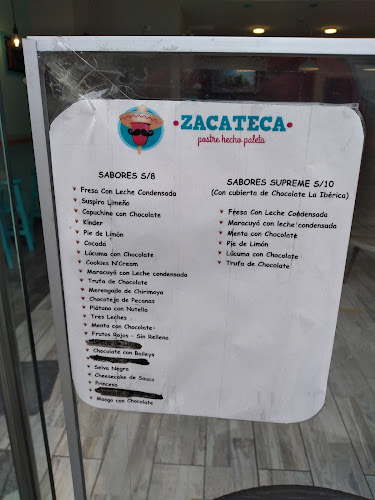 ZACATECA
postre hecho paleta
SABORES S/8
Fresa Con Leche Condensada
Suspiro Limeño
Capuchino con Chocolate
Kinder
Pie de Limón
Cocada
Lúcuma con Chocolate
Cookies N'Cream
Maracuyá con Leche condensada
Trufa de Chocolate
Merengado de Chirimoya
Chocoteja de Pecanas
Plátano con Nutella
Tres Leches
Menta con Chocolate
Frutos Rojos - Sin Relleno
Chocolate con Baileys
Selva Negra
Cheesecake de Sauco
Princesa
Mango con Chocolate
SABORES SUPREME S/10
(Con cubierta de Chocolate La Ibérica)
Fresa Con Leche Condensada
Maracuyá con leche condensada
Menta con Chocolate
Pie de Limón
Lúcuma con Chocolate
Trufa de Chocolate